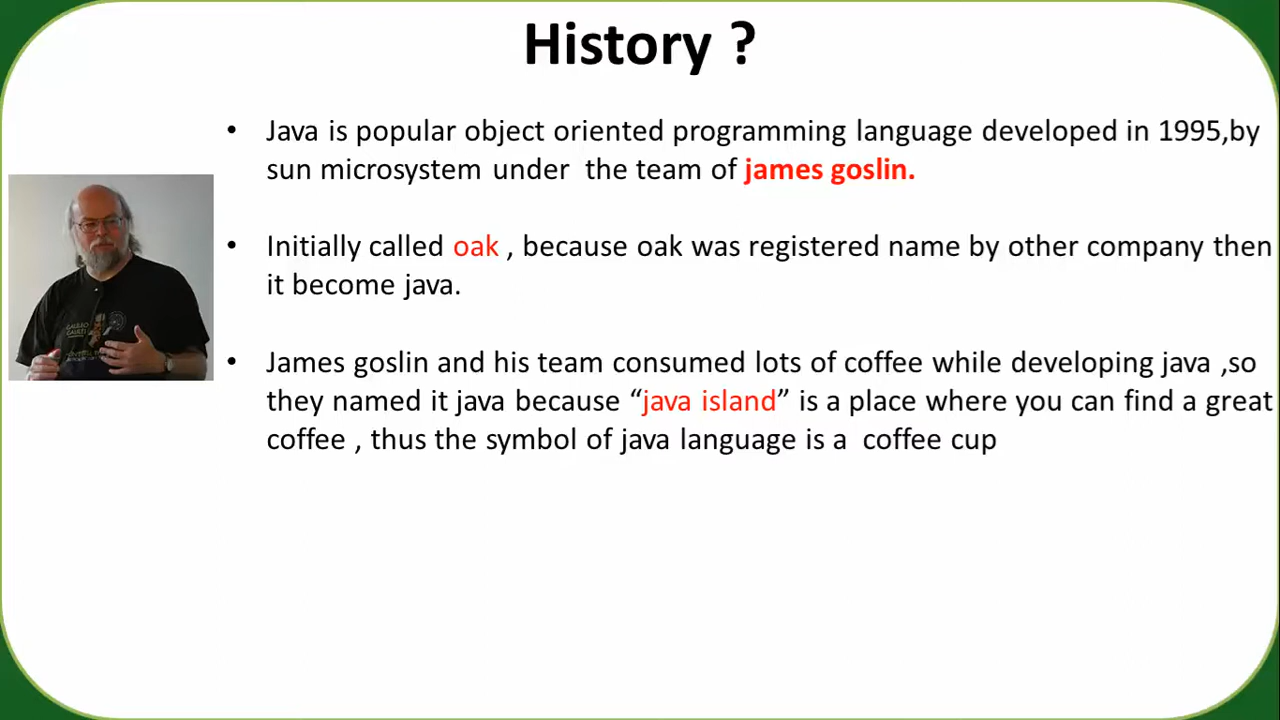 History ?
• Java is popular object oriented programming language developed in 1995,by
sun microsystem under the team of james goslin.
• Initially called oak , because oak was registered name by other company then
it become java.
• James goslin and his team consumed lots of coffee while developing java ,so
they named it java because “java island” is a place where you can find a great
coffee , thus the symbol of java language is a coffee cup